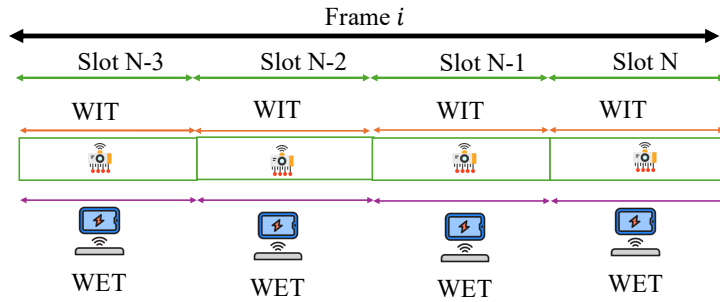 Frame i
Slot N-3 Slot N-2 Slot N-1 Slot N
WIT WIT WIT WIT
WET WET WET WET